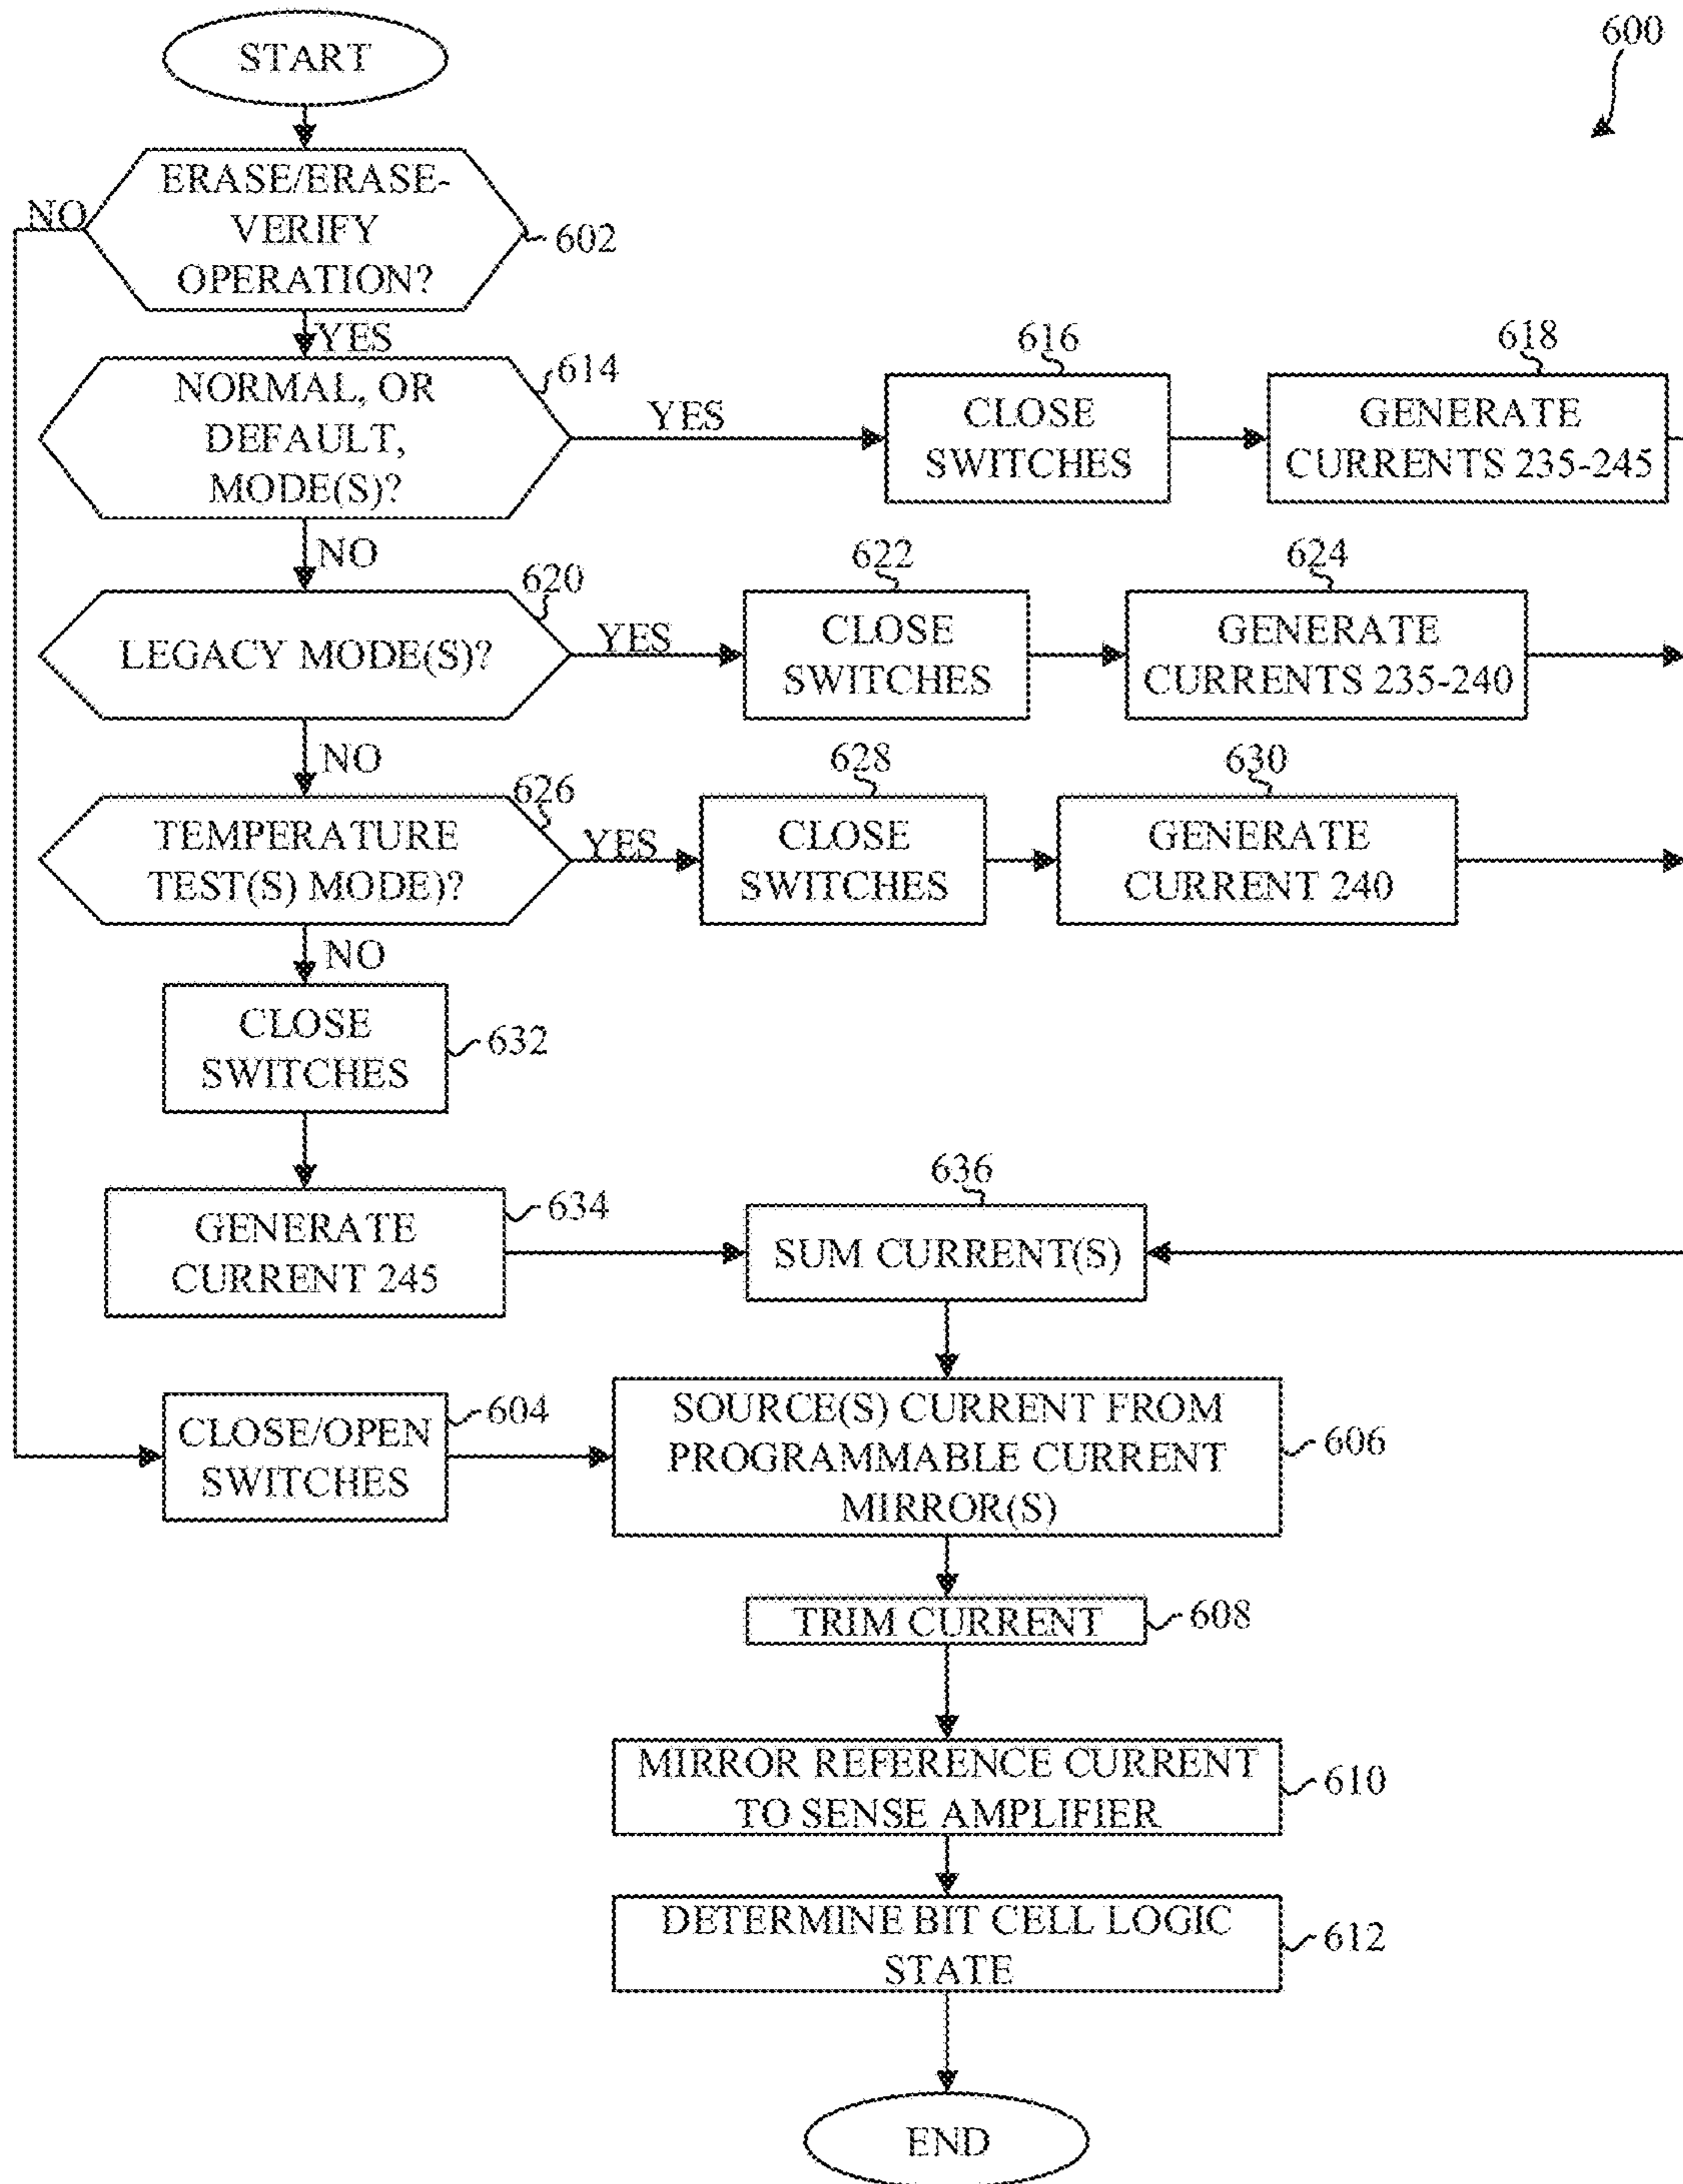 600
START
ERASE/ERASE-
VERIFY
OPERATION?
602
NO
YES
NORMAL, OR
DEFAULT,
MODE(S)?
614
YES
616
CLOSE
SWITCHES
618
GENERATE
CURRENTS 235-245
NO
620
LEGACY MODE(S)?
YES
622
CLOSE
SWITCHES
624
GENERATE
CURRENTS 235-240
NO
626
TEMPERATURE
TEST(S) MODE)?
YES
628
CLOSE
SWITCHES
630
GENERATE
CURRENT 240
NO
CLOSE
SWITCHES
632
GENERATE
CURRENT 245
634
636
SUM CURRENT(S)
CLOSE/OPEN
SWITCHES
604
SOURCE(S) CURRENT FROM
PROGRAMMABLE CURRENT
MIRROR(S)
606
TRIM CURRENT
608
MIRROR REFERENCE CURRENT
TO SENSE AMPLIFIER
610
DETERMINE BIT CELL LOGIC
STATE
612
END